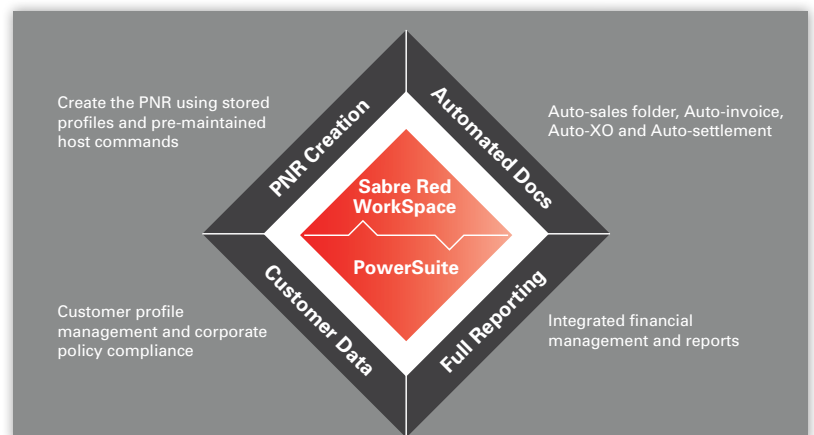 Create the PNR using stored
profiles and pre-maintained
host commands
PNR Creation
Automated Docs
Auto-sales folder, Auto-invoice,
Auto-XO and Auto-settlement
Sabre Red
WorkSpace
PowerSuite
Customer profile
management and corporate
policy compliance
Customer Data
Full Reporting
Integrated financial
management and reports